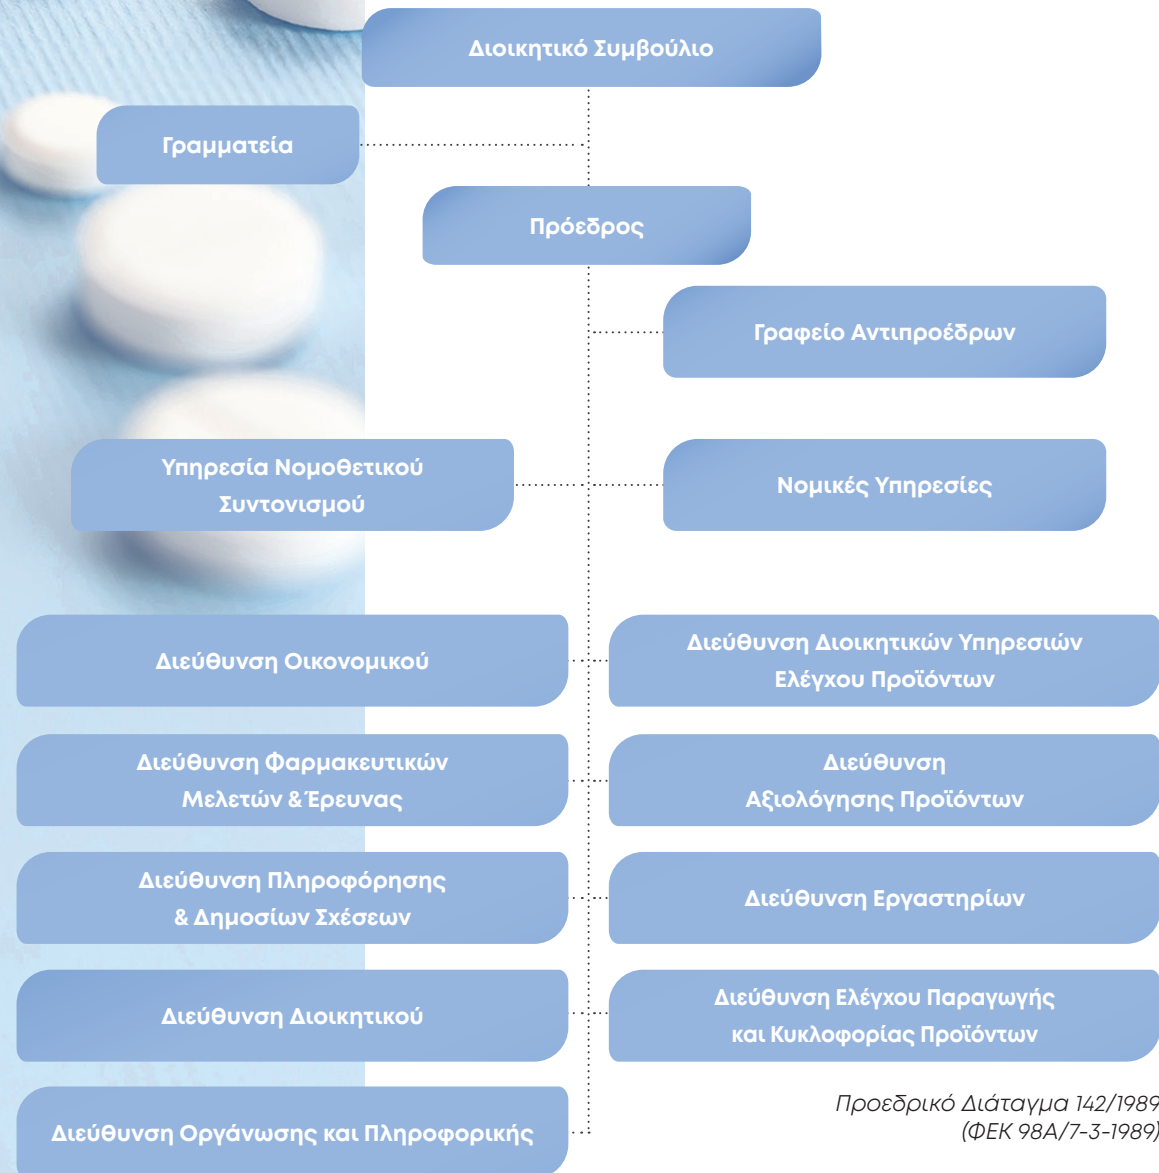 Διοικητικό Συμβούλιο
Γραμματεία
Πρόεδρος
Γραφείο Αντιπροέδρων
Υπηρεσία Νομοθετικού
Συντονισμού
Νομικές Υπηρεσίες
Διεύθυνση Οικονομικού
Διεύθυνση Διοικητικών Υπηρεσιών
Ελέγχου Προϊόντων
Διεύθυνση Φαρμακευτικών
Μελετών & Έρευνας
Διεύθυνση
Αξιολόγησης Προϊόντων
Διεύθυνση Πληροφόρησης
& Δημοσίων Σχέσεων
Διεύθυνση Εργαστηρίων
Διεύθυνση Διοικητικού
Διεύθυνση Ελέγχου Παραγωγής
και Κυκλοφορίας Προϊόντων
Διεύθυνση Οργάνωσης και Πληροφορικής
Προεδρικό Διάταγμα 142/1989
(ΦΕΚ 98Α/7-3-1989)